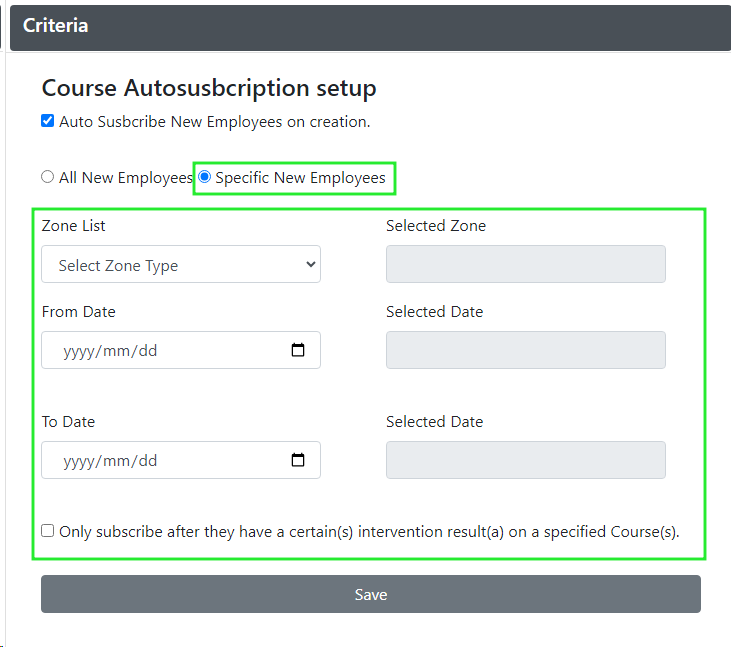 Criteria
Course Autosusbcription setup
Auto Susbcribe New Employees on creation.
All New Employees Specific New Employees
Zone List Selected Zone
Select Zone Type
From Date Selected Date
yyyy/mm/dd
To Date Selected Date
yyyy/mm/dd
Only subscribe after they have a certain(s) intervention result(a) on a specified Course(s).
Save